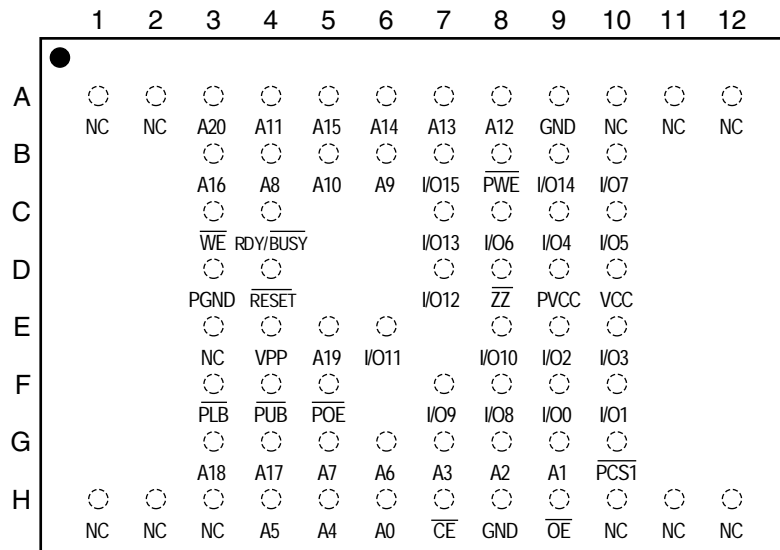 1 2 3 4 5 6 7 8 9 10 11 12
A
NC NC A20 A11 A15 A14 A13 A12 GND NC NC NC
B
A16 A8 A10 A9 I/O15 PWE I/O14 I/O7
C
WE RDY/BUSY I/O13 I/O6 I/O4 I/O5
D
PGND RESET I/O12 ZZ PVCC VCC
E
NC VPP A19 I/O11 I/O10 I/O2 I/O3
F
PLB PUB POE I/O9 I/O8 I/O0 I/O1
G
A18 A17 A7 A6 A3 A2 A1 PCS1
H
NC NC NC A5 A4 A0 CE GND OE NC NC NC